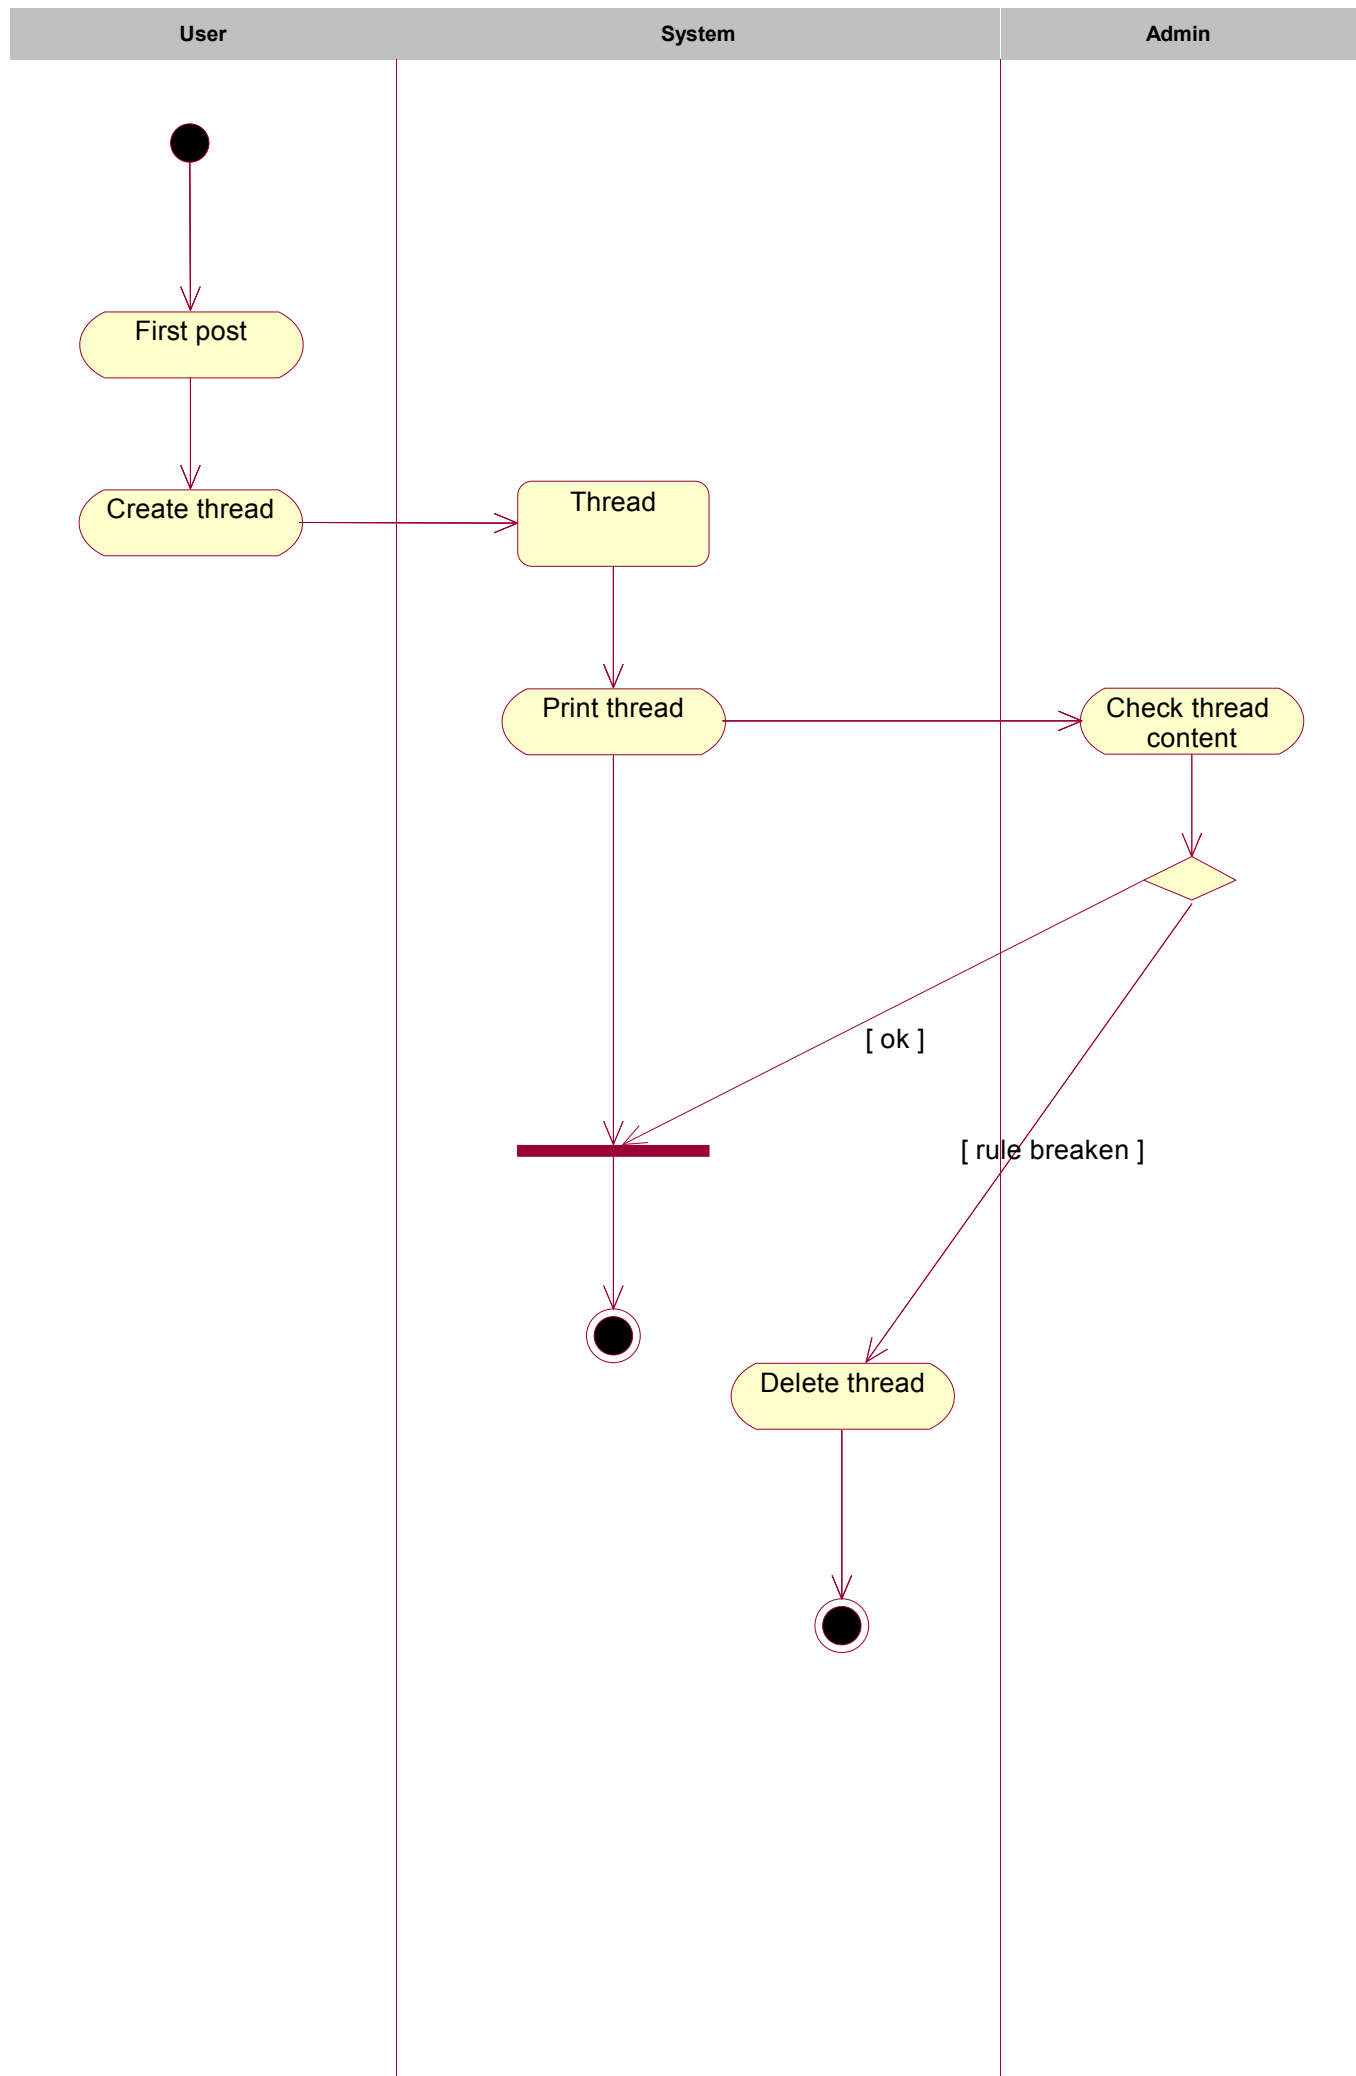 User
System
Admin
First post
Create thread
Thread
Print thread
Check thread
content
[ ok ]
[ rule breaken ]
Delete thread